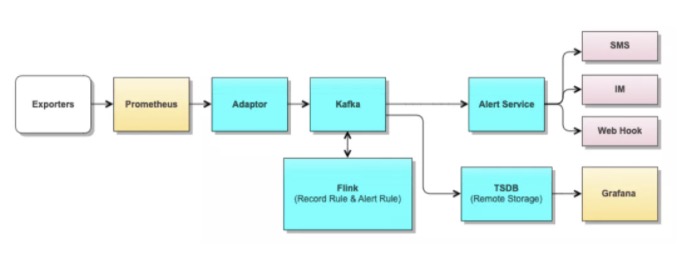 SMS
Exporters
Prometheus
Adaptor
Kafka
Alert Service
IM
Web Hook
Flink
(Record Rule & Alert Rule)
TSDB
(Remote Storage)
Grafana